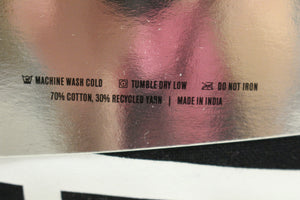 MACHINE WASH COLD TUMBLE DRY LOW DO NOT IRON
70% COTTON, 30% RECYCLED YARN | MADE IN INDIA